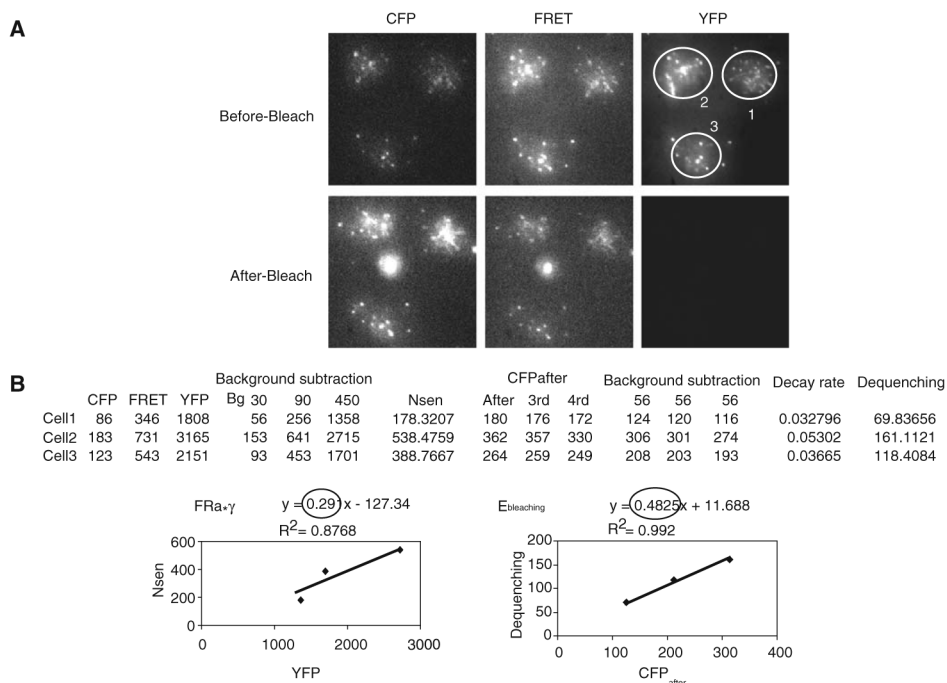 A
CFP FRET YFP
Before-Bleach
2
1
3
After-Bleach
B
Background subtraction CFPafter Background subtraction Decay rate Dequenching
CFP FRET YFP Bg 30 90 450 Nsen After 3rd 4rd 56 56 56
Cell1 86 346 1808 56 256 1358 178.3207 180 176 172 124 120 116 0.032796 69.83656
Cell2 183 731 3165 153 641 2715 538.4759 362 357 330 306 301 274 0.05302 161.1121
Cell3 123 543 2151 93 453 1701 388.7667 264 259 249 208 203 193 0.03665 118.4084
FRa*γ y = 0.291x - 127.34
R2 = 0.8768
600
400
200
0
Nsen
0 1000 2000 3000
YFP
Ebleaching y = 0.4825x + 11.688
R2 = 0.992
200
150
100
50
0
Dequenching
0 100 200 300 400
CFPafter